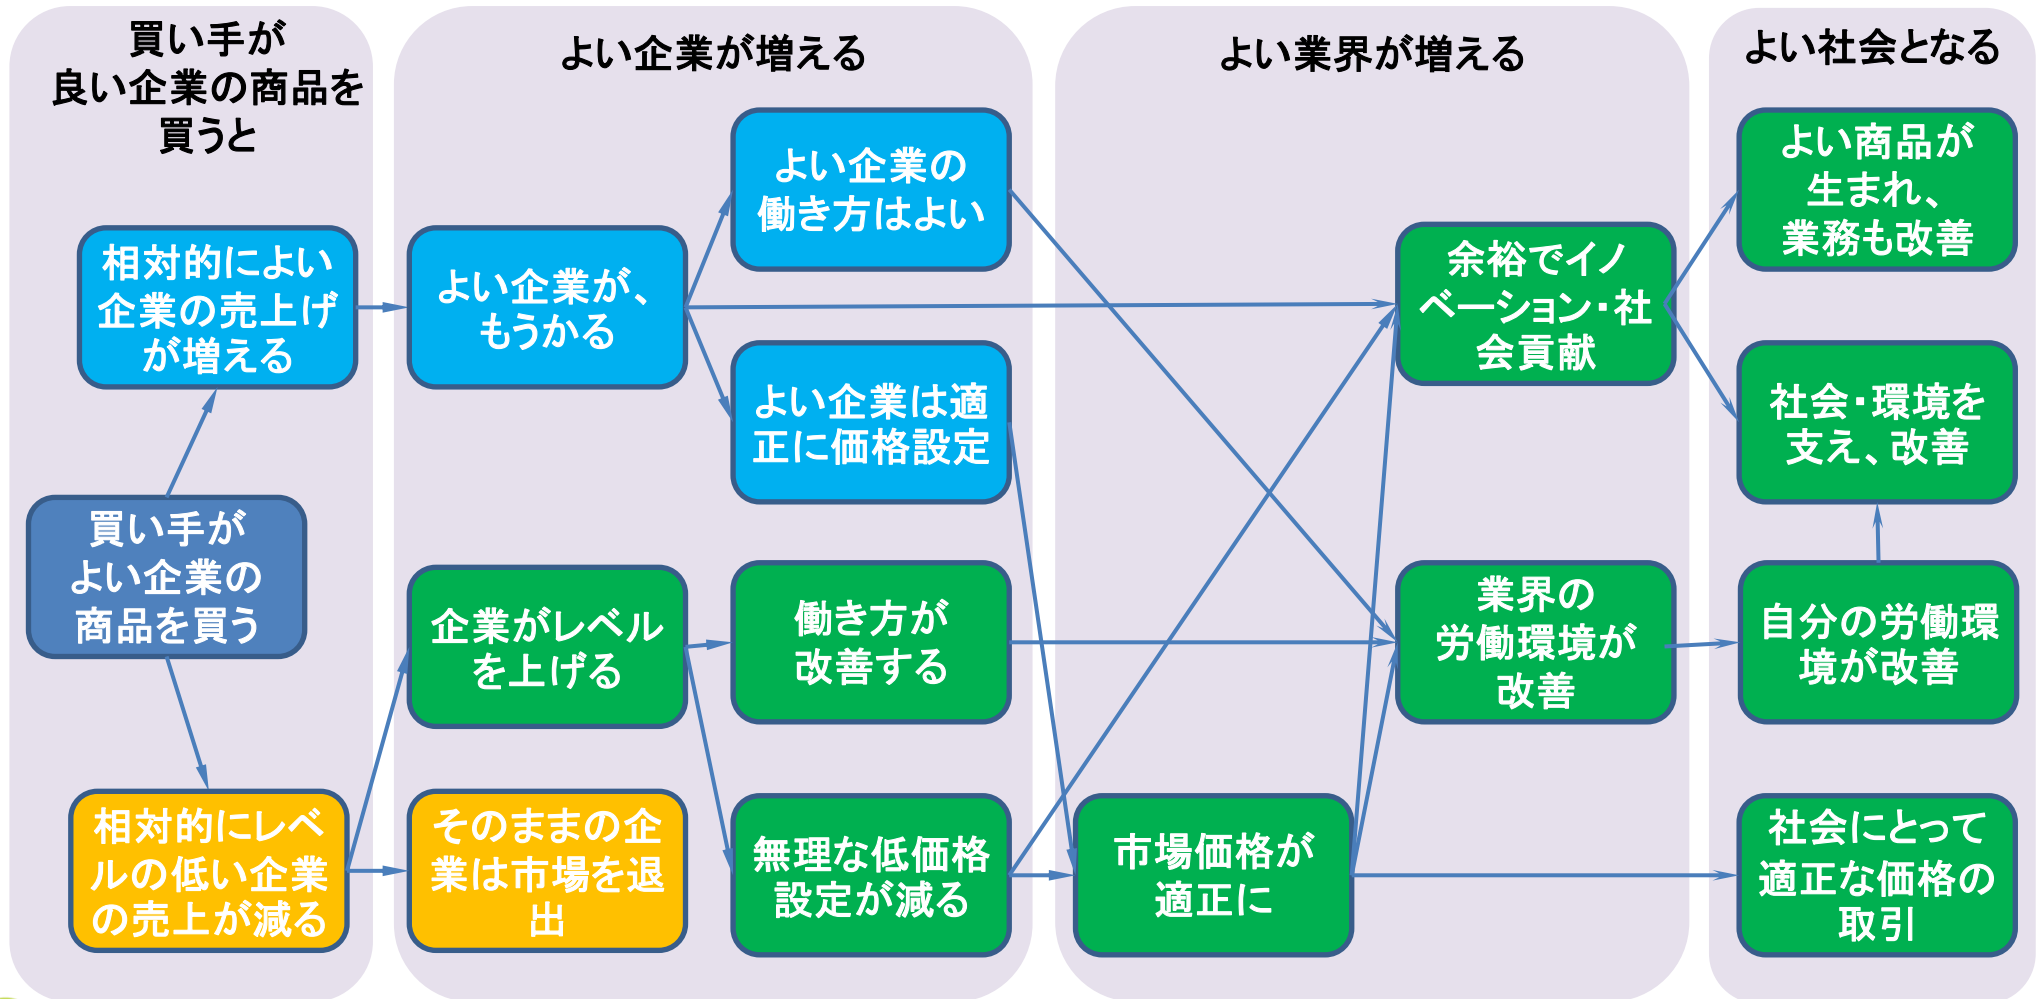 買い手が
良い企業の商品を
買うと
相対的によい
企業の売上げ
が増える
買い手が
よい企業の
商品を買う
相対的にレベ
ルの低い企業
の売上が減る
よい企業が増える
よい企業が、
もうかる
よい企業の
働き方はよい
よい企業は適
正に価格設定
企業がレベル
を上げる
働き方が
改善する
そのままの企
業は市場を退
出
無理な低価格
設定が減る
よい業界が増える
余裕でイノ
ベーション・社
会貢献
業界の
労働環境が
改善
市場価格が
適正に
よい社会となる
よい商品が
生まれ、
業務も改善
社会・環境を
支え、改善
自分の労働環
境が改善
社会にとって
適正な価格の
取引